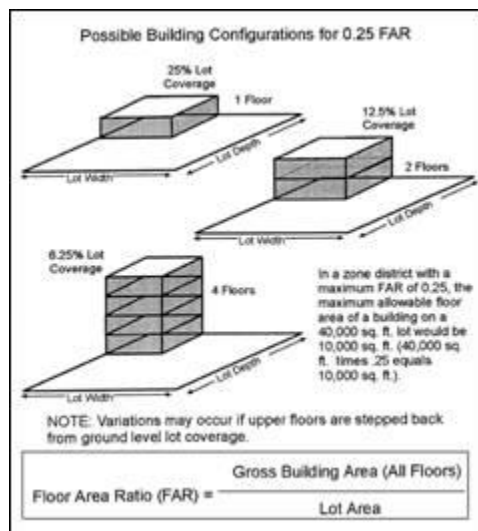 Possible Building Configurations for 0.25 FAR
25% Lot
Coverage
1 Floor
Lot Width
Lot Depth
12.5% Lot
Coverage
2 Floors
Lot Width
Lot Depth
6.25% Lot
Coverage
4 Floors
Lot Width
Lot Depth
In a zone district with a
maximum FAR of 0.25, the
maximum allowable floor
area of a building on a
40,000 sq. ft. lot would be
10,000 sq. ft. (40,000 sq.
ft. times .25 equals
10,000 sq. ft.).
NOTE: Variations may occur if upper floors are stepped back
from ground level lot coverage.
Floor Area Ratio (FAR) =
Gross Building Area (All Floors)
Lot Area